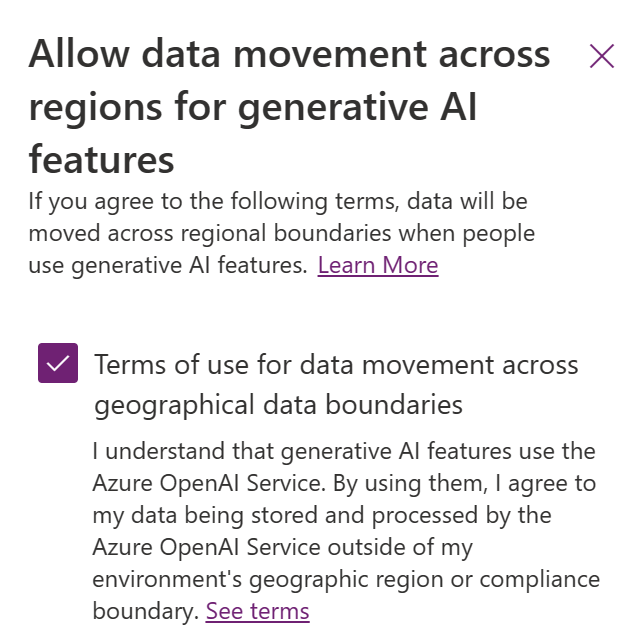 Allow data movement across
regions for generative AI
features
If you agree to the following terms, data will be
moved across regional boundaries when people
use generative AI features. Learn More
Terms of use for data movement across
geographical data boundaries
I understand that generative AI features use the
Azure OpenAI Service. By using them, I agree to
my data being stored and processed by the
Azure OpenAI Service outside of my
environment's geographic region or compliance
boundary. See terms